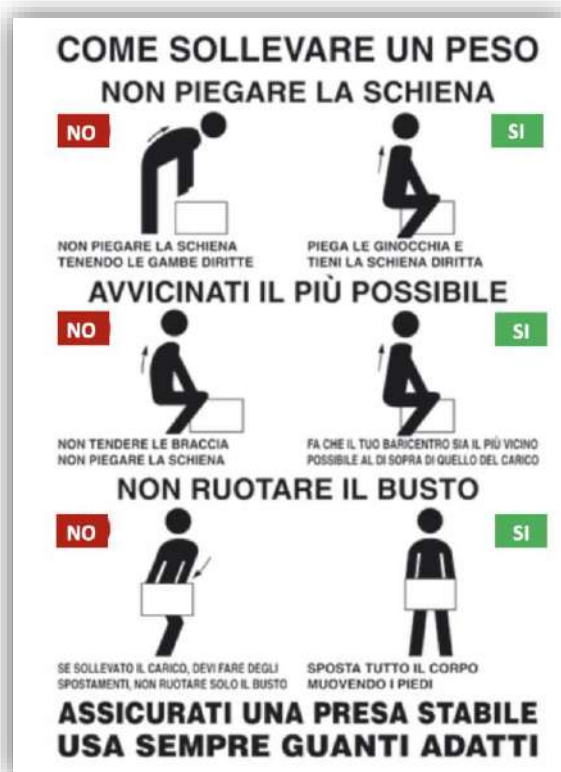 COME SOLLEVARE UN PESO
NON PIEGARE LA SCHIENA
NO
SI
NON PIEGARE LA SCHIENA
TENENDO LE GAMBE DIRITTE
PIEGA LE GINOCCHIA E
TIENI LA SCHIENA DIRITTA
AVVICINATI IL PIÙ POSSIBILE
NO
SI
NON TENDERE LE BRACCIA
NON PIEGARE LA SCHIENA
FA CHE IL TUO BARICENTRO SIA IL PIÙ VICINO
POSSIBILE AL DI SOPRA DI QUELLO DEL CARICO
NON RUOTARE IL BUSTO
NO
SI
SE SOLLEVATO IL CARICO, DEVI FARE DEGLI
SPOSTAMENTI, NON RUOTARE SOLO IL BUSTO
SPOSTA TUTTO IL CORPO
MUOVENDO I PIEDI
ASSICURATI UNA PRESA STABILE
USA SEMPRE GUANTI ADATTI